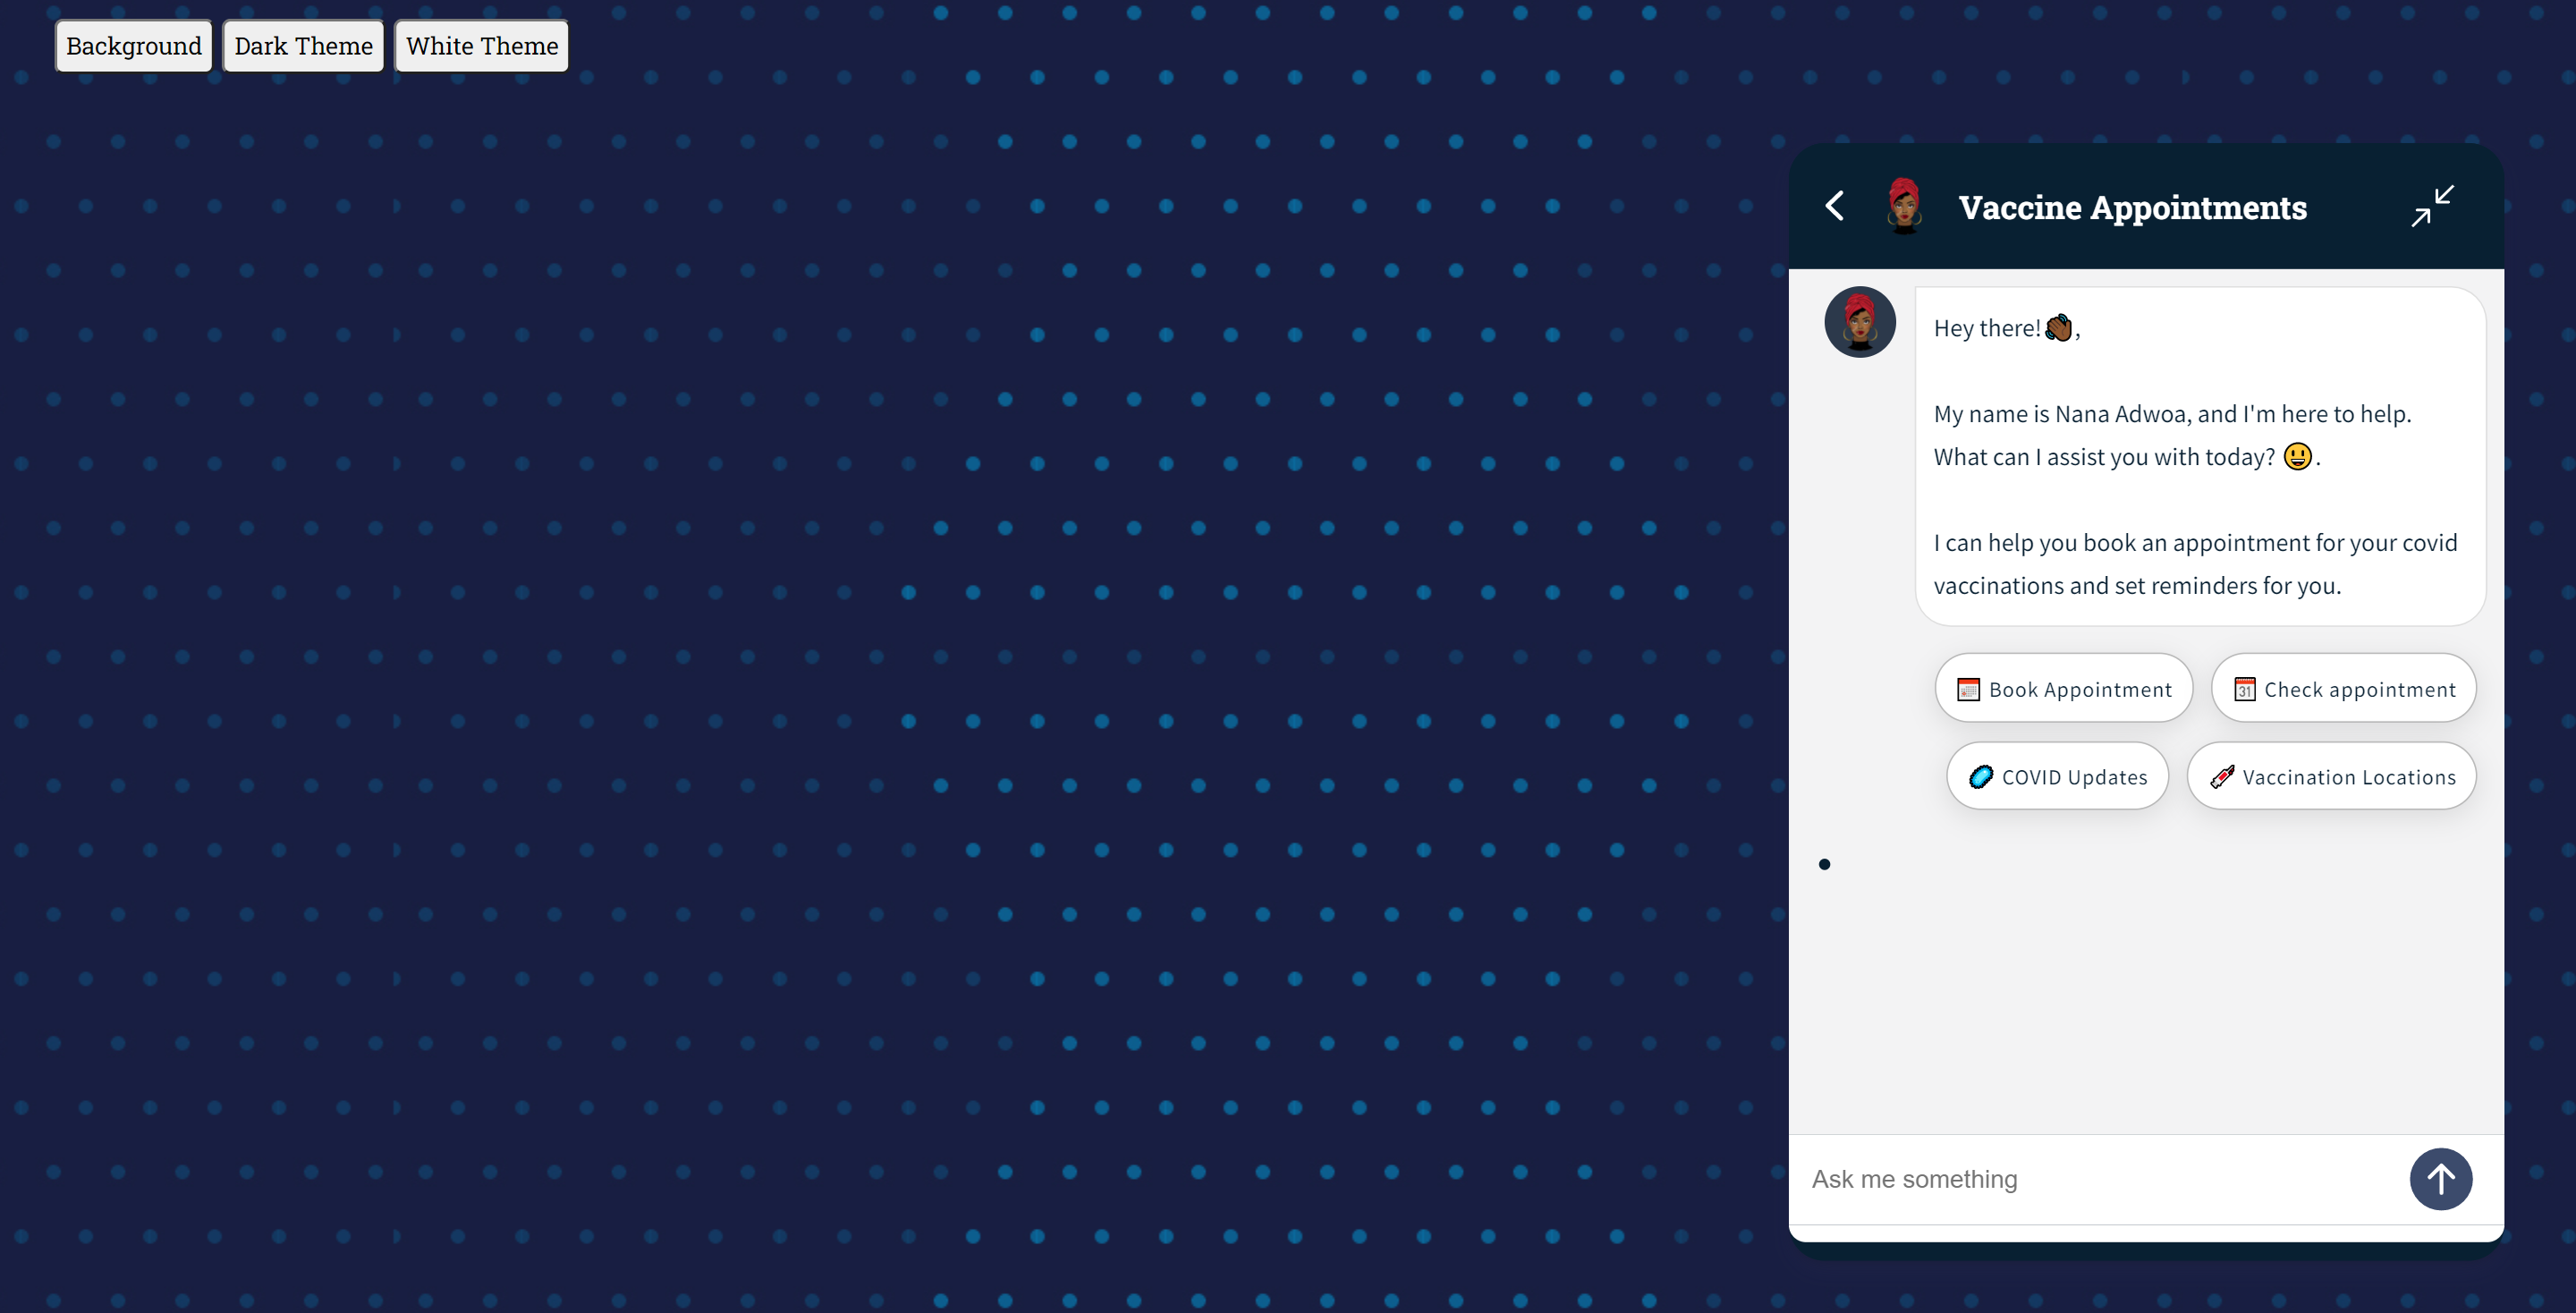 Background Dark Theme White Theme
Vaccine Appointments
Hey there!👋🏾,
My name is Nana Adwoa, and I'm here to help.
What can I assist you with today? 😃.
I can help you book an appointment for your covid
vaccinations and set reminders for you.
Book Appointment Check appointment
31
COVID Updates Vaccination Locations
Ask me something